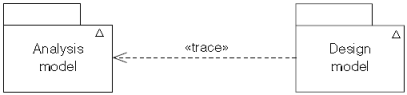 Analysis
model
«trace»
Design
model